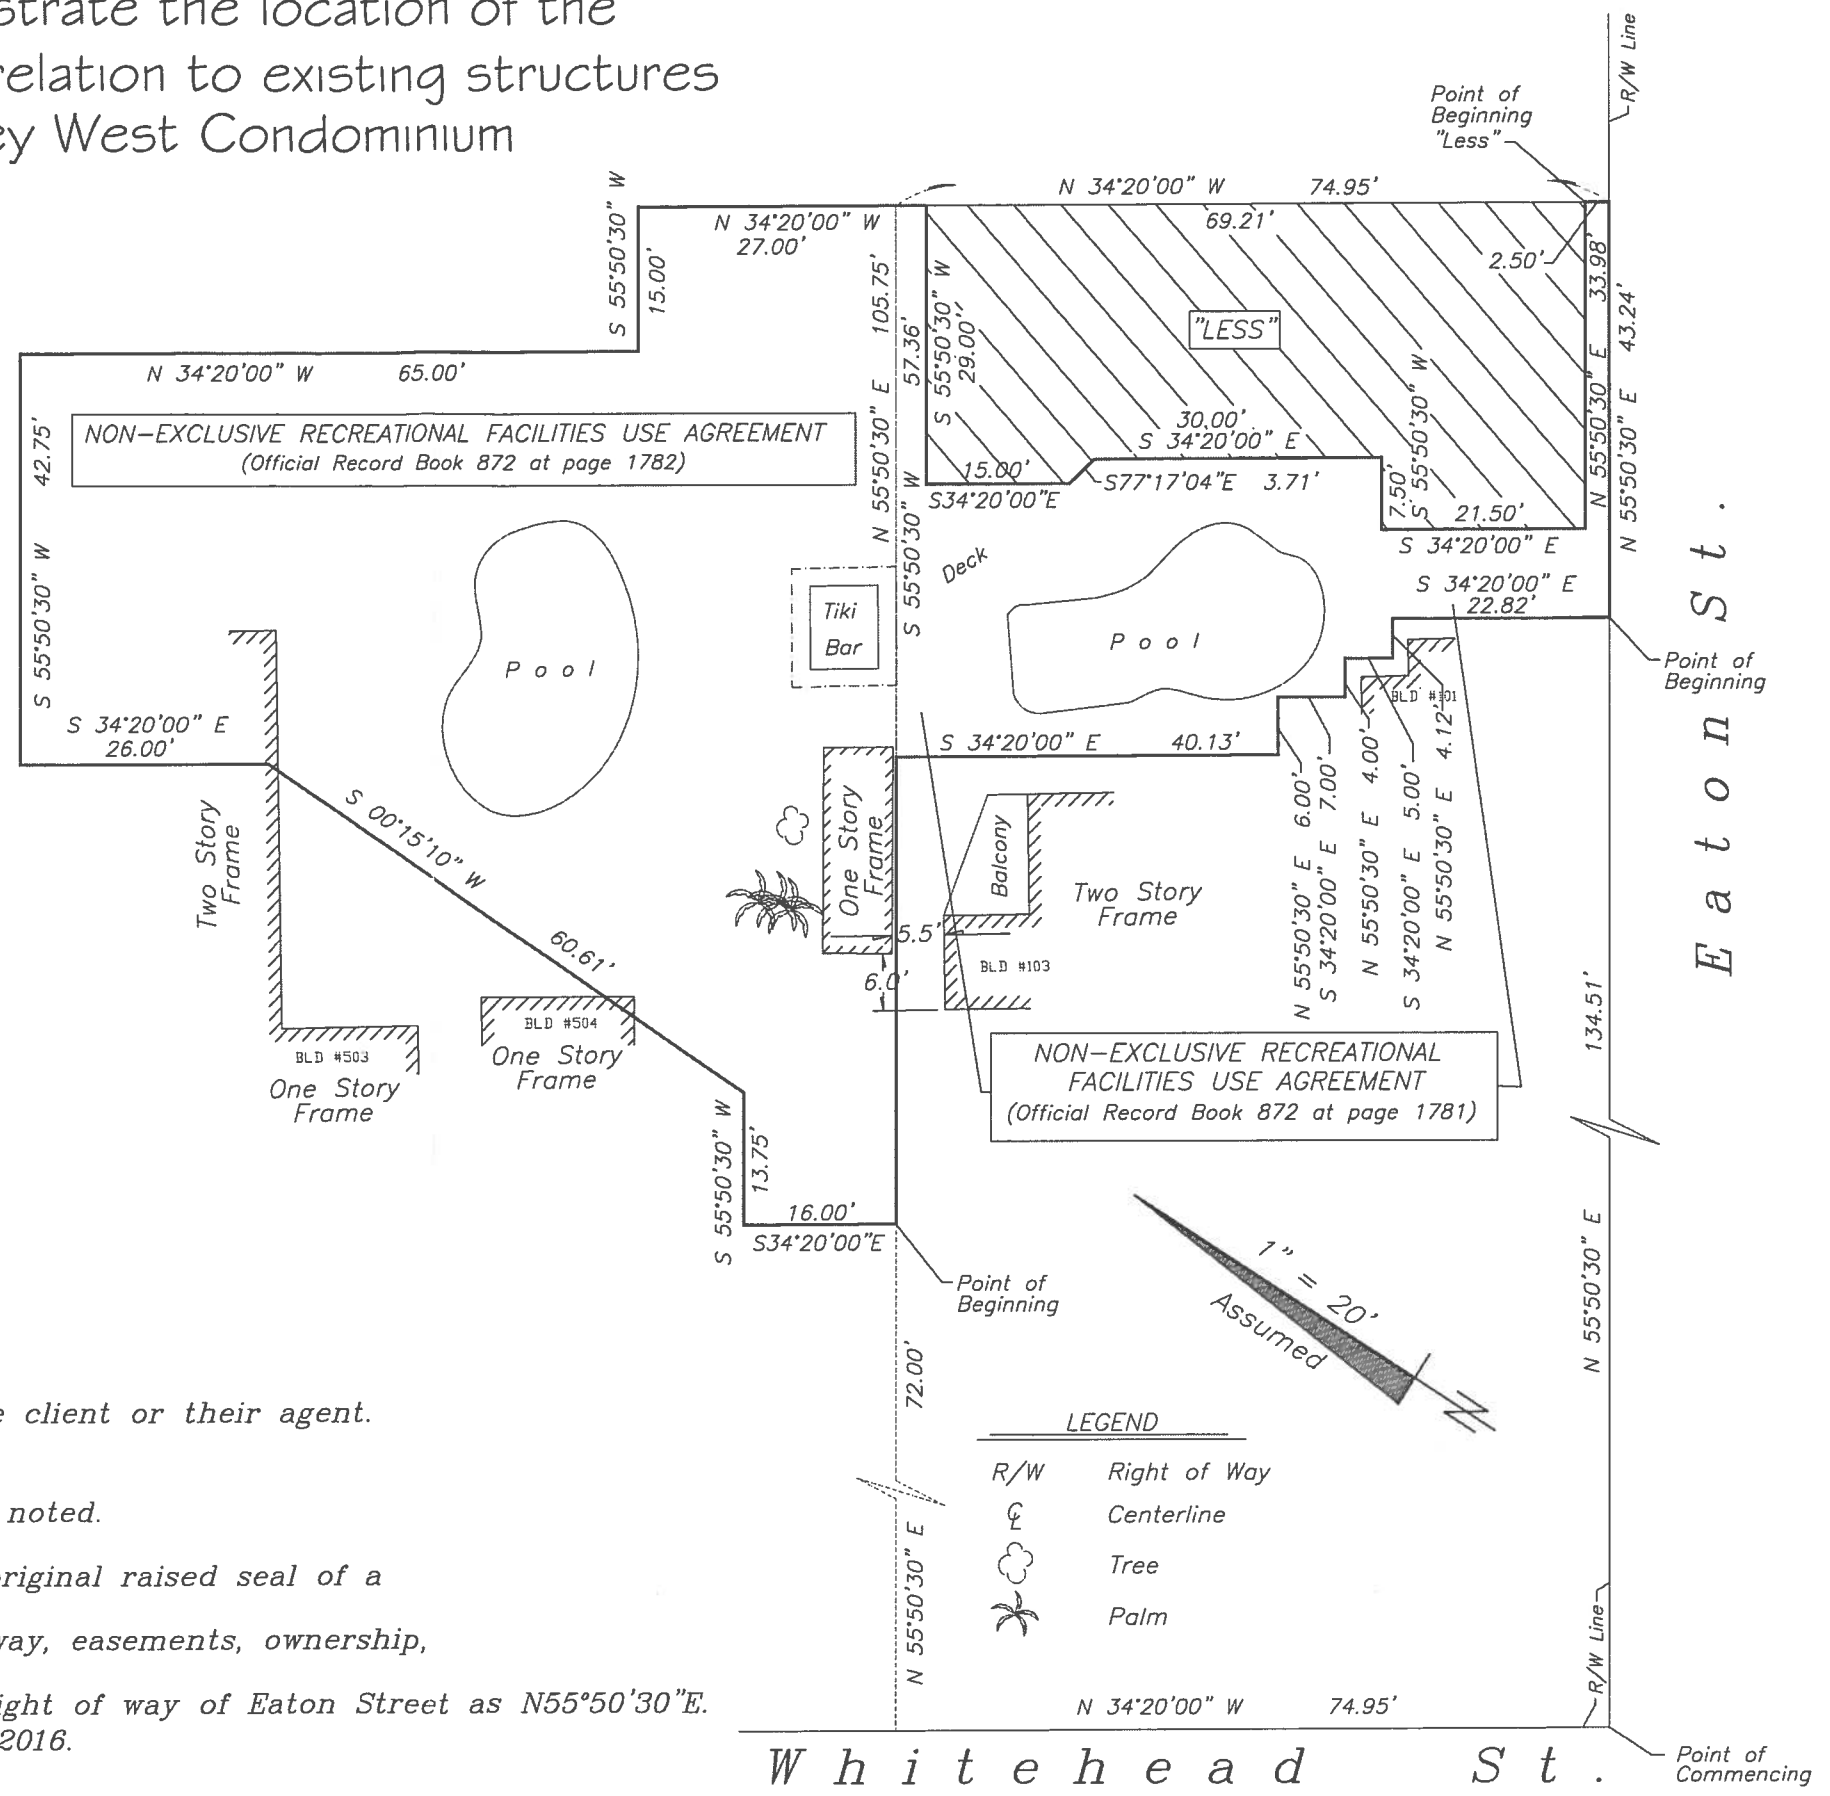 strate the location of the
relation to existing structures
ey West Condominium
Point of
Beginning
"Less"
R/W Line
N 34°20'00" W 74.95'
69.21'
2.50'
S 55°50'30" W
15.00'
N 34°20'00" W
27.00'
N 55°50'30" E 105.75'
57.36'
S 55°50'30" W
S 55°50'30" W
29.00'
"LESS"
N 55°50'30" E 33.98'
N 55°50'30" E 43.24'
N 34°20'00" W 65.00'
S 55°50'30" W 42.75'
NON-EXCLUSIVE RECREATIONAL FACILITIES USE AGREEMENT
(Official Record Book 872 at page 1782)
30.00'
S 34°20'00" E
15.00'
S34°20'00"E
S77°17'04"E 3.71'
7.50'
S 55°50'30" W
21.50'
S 34°20'00" E
S 34°20'00" E
22.82'
Deck
Tiki
Bar
Pool
Pool
BLD #101
Point of
Beginning
Eaton St.
S 34°20'00" E
26.00'
S 34°20'00" E 40.13'
N 55°50'30" E 6.00'
S 34°20'00" E 7.00'
N 55°50'30" E 4.00'
S 34°20'00" E 5.00'
N 55°50'30" E 4.12'
Two Story
Frame
S 00°15'10" W
60.61'
One Story
Frame
Balcony
Two Story
Frame
5.5'
6.0'
BLD #103
BLD #503
One Story
Frame
BLD #504
One Story
Frame
NON-EXCLUSIVE RECREATIONAL
FACILITIES USE AGREEMENT
(Official Record Book 872 at page 1781)
134.51'
N 55°50'30" E
S 55°50'30" W
13.75'
16.00'
S34°20'00"E
Point of
Beginning
1" = 20'
Assumed
N
72.00'
N 55°50'30" E
LEGEND
R/W Right of Way
℄ Centerline
Tree
Palm
e client or their agent.
noted.
original raised seal of a
way, easements, ownership,
ight of way of Eaton Street as N55°50'30"E.
2016.
R/W Line
N 34°20'00" W 74.95'
Whitehead St.
Point of
Commencing